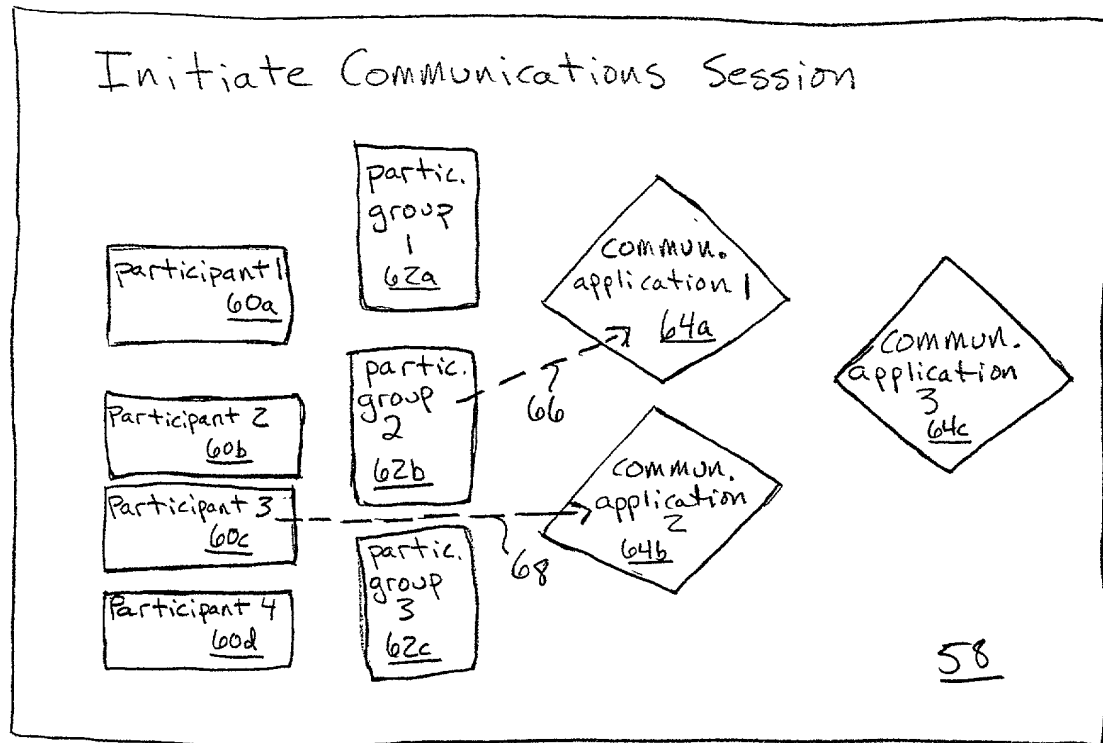 Initiate Communications Session
participant 1
60a
Participant 2
60b
Participant 3
60c
Participant 4
60d
partic.
group
1
62a
partic.
group
2
62b
partic.
group
3
62c
commun.
application 1
64a
66
commun.
application
2
64b
68
commun.
application
3
64c
58